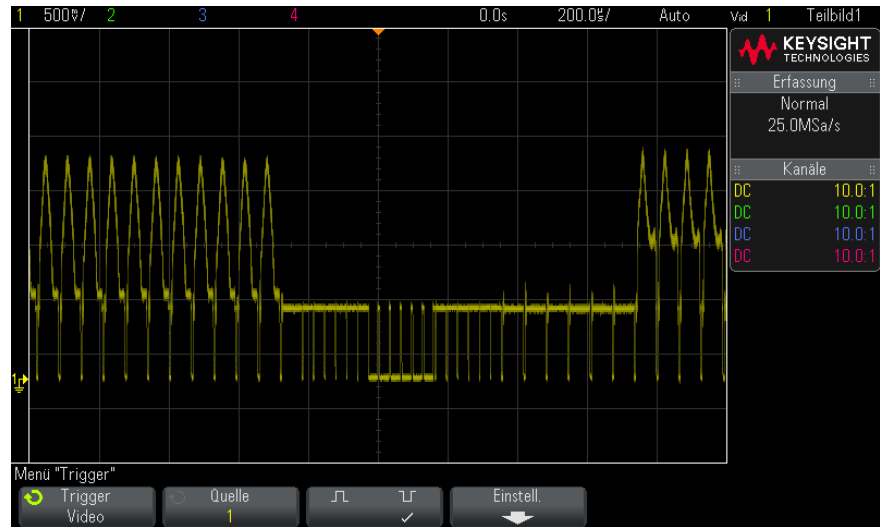 1 500♈/ 2 3 4 0.0s 200.0㎲/ Auto Vid 1 Teilbild1
KEYSIGHT
TECHNOLOGIES
Erfassung
Normal
25.0MSa/s
Kanäle
DC 10.0:1
DC 10.0:1
DC 10.0:1
DC 10.0:1
1
Menü "Trigger"
Trigger
Video
Quelle
1
Einstell.